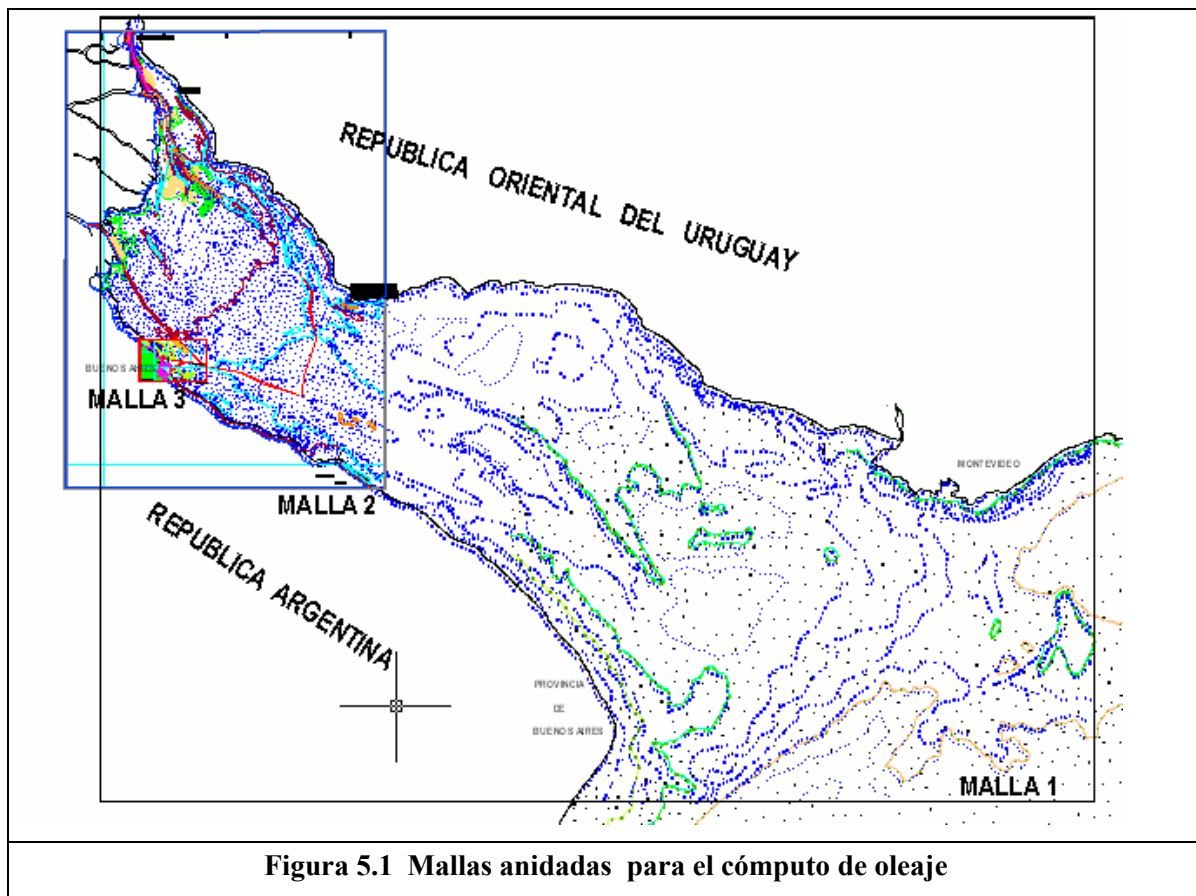 REPUBLICA ORIENTAL DEL URUGUAY
BUENOS AIRES
MALLA 3
MALLA 2
MONTEVIDEO
REPUBLICA ARGENTINA
PROVINCIA
DE
BUENOS AIRES
MALLA 1
Figura 5.1 Mallas anidadas para el cómputo de oleaje